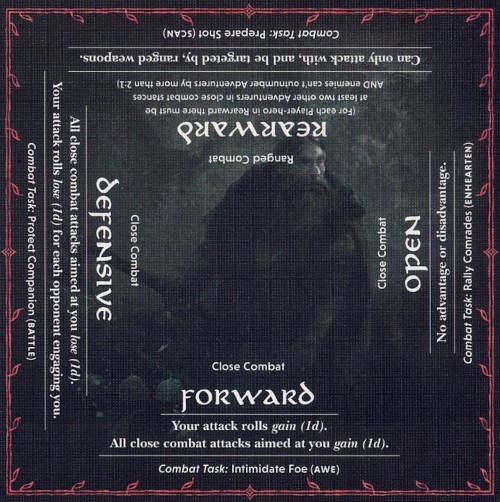 Close Combat
FORWARD
Your attack rolls gain (1d).
All close combat attacks aimed at you gain (1d).
Combat Task: Intimidate Foe (AWE)
Close Combat
OPEN
No advantage or disadvantage.
Combat Task: Rally Comrades (ENHEARTEN)
Close Combat
DEFENSIVE
All close combat attacks aimed at you lose (1d).
Your attack rolls lose (1d) for each opponent engaging you.
Combat Task: Protect Companion (BATTLE)
Ranged Combat
REARWARD
(For each Player-hero in Rearward there, must be
at least two other Adventurers in close combat stances
AND enemies can't outnumber Adventurers by more than 2:1)
Can only attack with, and be targeted by, ranged weapons.
Combat Task: Prepare Shot (SCAN)